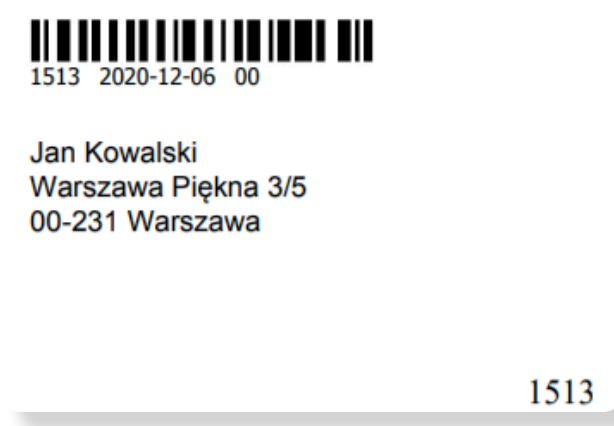 1513 2020-12-06 00
Jan Kowalski
Warszawa Piękna 3/5
00-231 Warszawa
1513